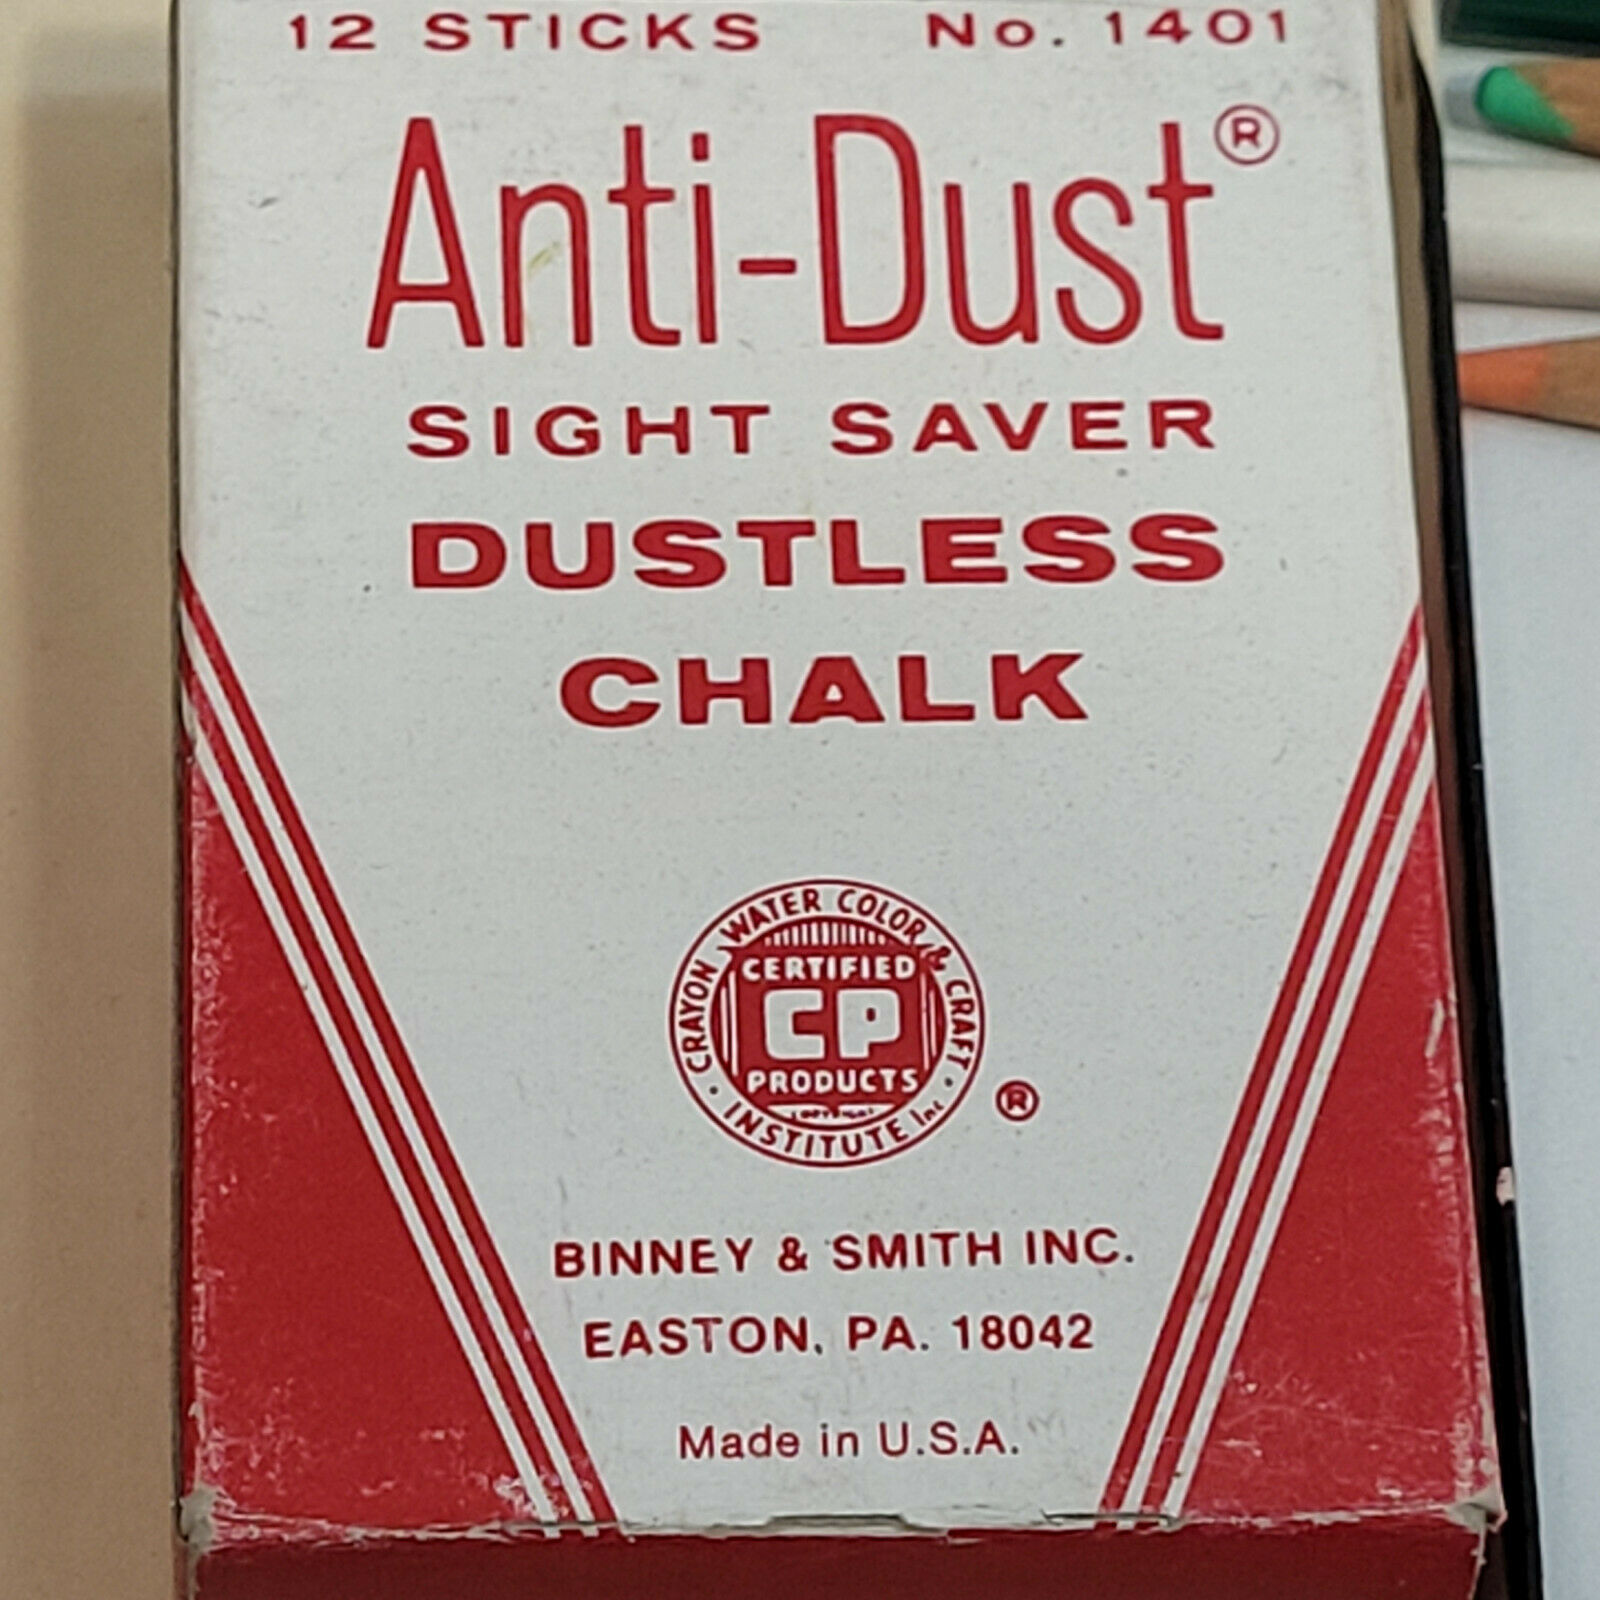 12 STICKS No. 1401
Anti-Dust®
SIGHT SAVER
DUSTLESS
CHALK
CRAYON WATER COLOR & CRAFT
CERTIFIED
CP
PRODUCTS
· INSTITUTE Inc ·
®
BINNEY & SMITH INC.
EASTON, PA. 18042
Made in U.S.A.